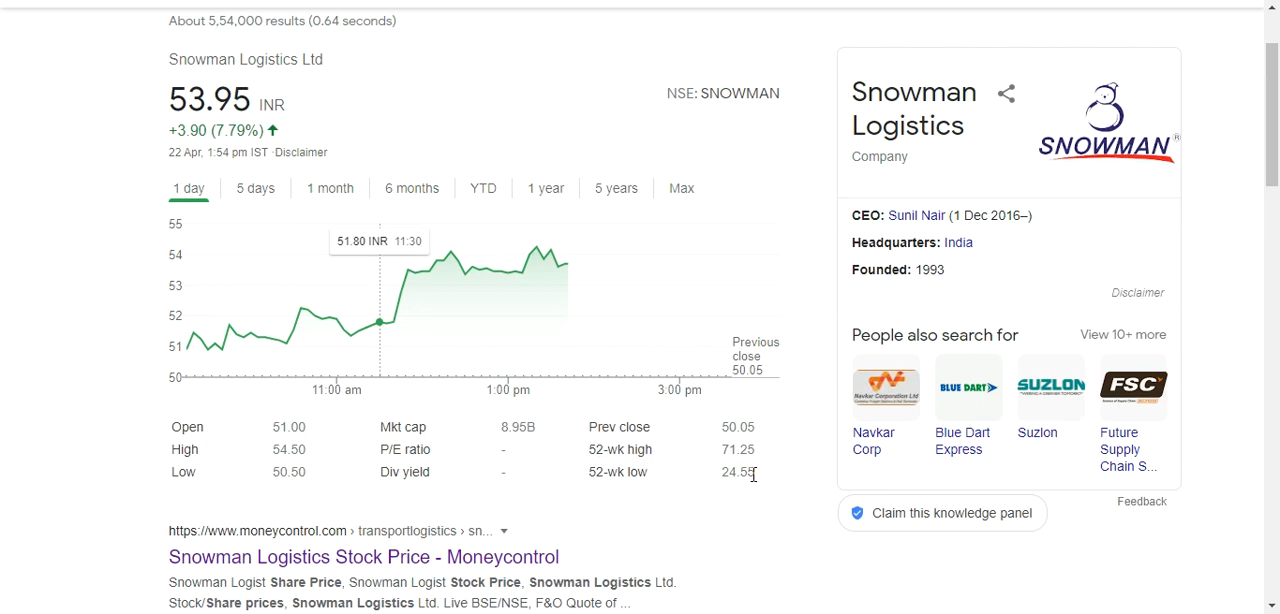 About 5,54,000 results (0.64 seconds)
Snowman Logistics Ltd
53.95 INR
NSE: SNOWMAN
+3.90 (7.79%)
22 Apr, 1:54 pm IST · Disclaimer
1 day 5 days 1 month 6 months YTD 1 year 5 years Max
55
54
53
52
51
50
51.80 INR 11:30
Previous
close
50.05
11:00 am 1:00 pm 3:00 pm
Open 51.00 Mkt cap 8.95B Prev close 50.05
High 54.50 P/E ratio - 52-wk high 71.25
Low 50.50 Div yield - 52-wk low 24.55
https://www.moneycontrol.com › transportlogistics › sn...
Snowman Logistics Stock Price - Moneycontrol
Snowman Logist Share Price, Snowman Logist Stock Price, Snowman Logistics Ltd.
Stock/Share prices, Snowman Logistics Ltd. Live BSE/NSE, F&O Quote of ...
Snowman
Logistics
Company
SNOWMAN®
CEO: Sunil Nair (1 Dec 2016–)
Headquarters: India
Founded: 1993
Disclaimer
People also search for View 10+ more
Navkar Corporation Ltd
BLUE DART
SUZLON
FSC
Navkar
Corp
Blue Dart
Express
Suzlon
Future
Supply
Chain S...
Feedback
Claim this knowledge panel